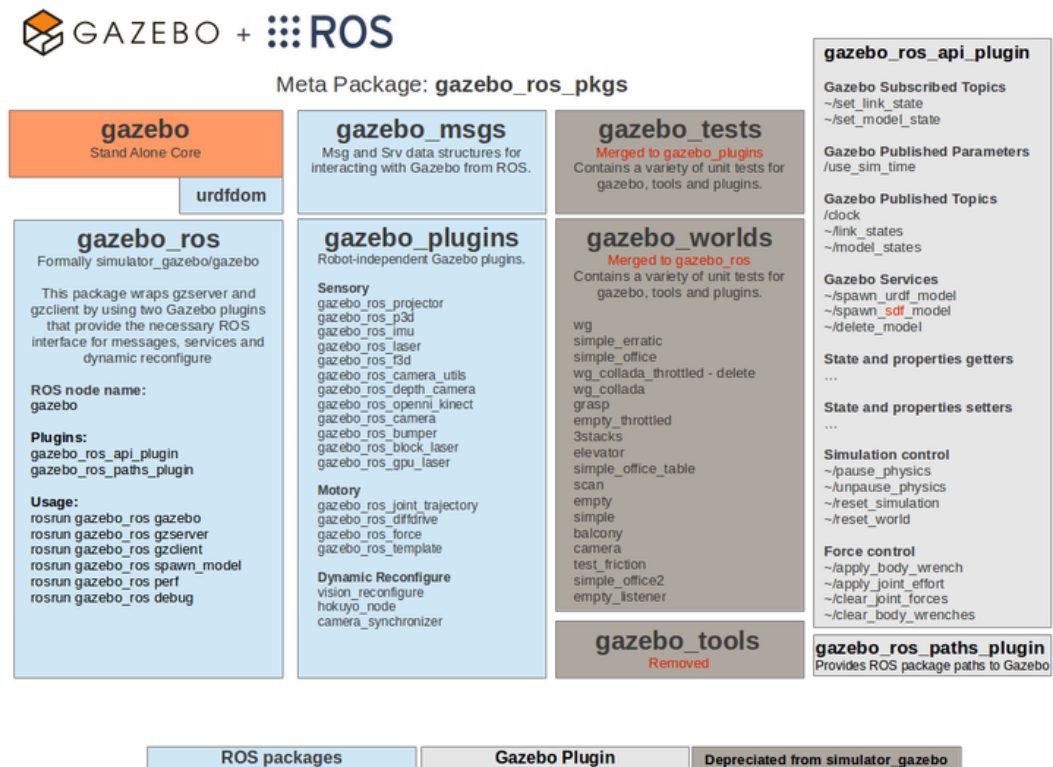 GAZEBO + ROS
Meta Package: gazebo_ros_pkgs
gazebo
Stand Alone Core
urdfdom
gazebo_ros
Formally simulator_gazebo/gazebo
This package wraps gzserver and
gzclient by using two Gazebo plugins
that provide the necessary ROS
interface for messages, services and
dynamic reconfigure
ROS node name:
gazebo
Plugins:
gazebo_ros_api_plugin
gazebo_ros_paths_plugin
Usage:
rosrun gazebo_ros gazebo
rosrun gazebo_ros gzserver
rosrun gazebo_ros gzclient
rosrun gazebo_ros spawn_model
rosrun gazebo_ros perf
rosrun gazebo_ros debug
gazebo_msgs
Msg and Srv data structures for
interacting with Gazebo from ROS.
gazebo_plugins
Robot-independent Gazebo plugins.
Sensory
gazebo_ros_projector
gazebo_ros_p3d
gazebo_ros_imu
gazebo_ros_laser
gazebo_ros_f3d
gazebo_ros_camera_utils
gazebo_ros_depth_camera
gazebo_ros_openni_kinect
gazebo_ros_camera
gazebo_ros_bumper
gazebo_ros_block_laser
gazebo_ros_gpu_laser
Motory
gazebo_ros_joint_trajectory
gazebo_ros_diffdrive
gazebo_ros_force
gazebo_ros_template
Dynamic Reconfigure
vision_reconfigure
hokuyo_node
camera_synchronizer
gazebo_tests
Merged to gazebo_plugins
Contains a variety of unit tests for
gazebo, tools and plugins.
gazebo_worlds
Merged to gazebo_ros
Contains a variety of unit tests for
gazebo, tools and plugins.
wg
simple_erratic
simple_office
wg_collada_throttled - delete
wg_collada
grasp
empty_throttled
3stacks
elevator
simple_office_table
scan
empty
simple
balcony
camera
test_friction
simple_office2
empty_listener
gazebo_tools
Removed
gazebo_ros_api_plugin
Gazebo Subscribed Topics
~/set_link_state
~/set_model_state
Gazebo Published Parameters
/use_sim_time
Gazebo Published Topics
/clock
~/link_states
~/model_states
Gazebo Services
~/spawn_urdf_model
~/spawn_sdf_model
~/delete_model
State and properties getters
...
State and properties setters
...
Simulation control
~/pause_physics
~/unpause_physics
~/reset_simulation
~/reset_world
Force control
~/apply_body_wrench
~/apply_joint_effort
~/clear_joint_forces
~/clear_body_wrenches
gazebo_ros_paths_plugin
Provides ROS package paths to Gazebo
ROS packages
Gazebo Plugin
Depreciated from simulator_gazebo